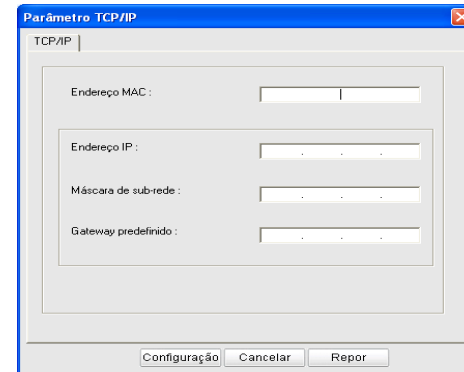 Parâmetro TCP/IP
TCP/IP
Endereço MAC :
Endereço IP :
. . .
Máscara de sub-rede :
. . .
Gateway predefinido :
. . .
Configuração Cancelar Repor